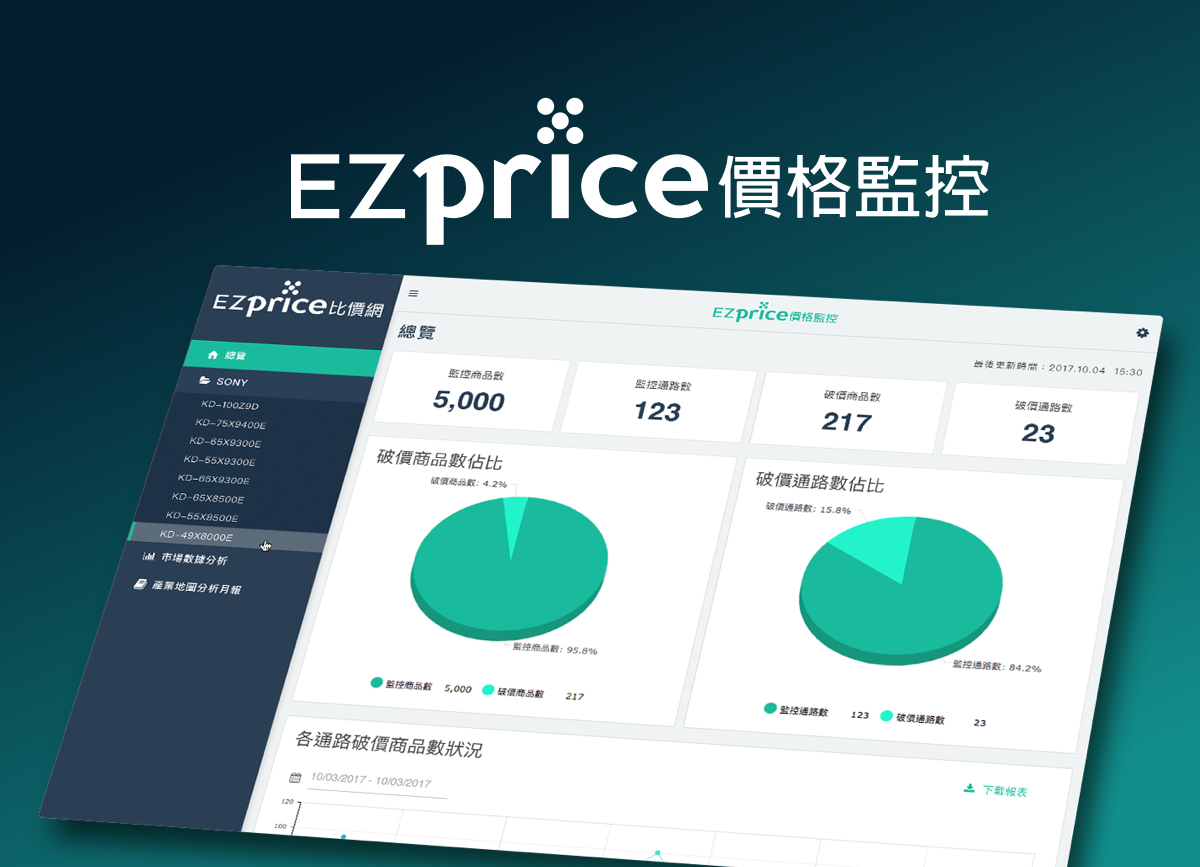 EZprice價格監控
EZprice比價網
EZprice價格監控
總覽
總覽
最後更新時間：2017.10.04 15:30
SONY
KD-100Z9D
KD-75X9400E
KD-65X9300E
KD-55X9300E
KD-65X9300E
KD-65X8500E
KD-55X8500E
KD-49X8000E
市場數據分析
產業地圖分析月報
監控商品數
5,000
監控通路數
123
破價商品數
217
破價通路數
23
破價商品數佔比
破價商品數: 4.2%
監控商品數: 95.8%
監控商品數 5,000 破價商品數 217
破價通路數佔比
破價通路數: 15.8%
監控通路數: 84.2%
監控通路數 123 破價通路數 23
各通路破價商品數狀況
10/03/2017 - 10/03/2017
下載報表
120
100